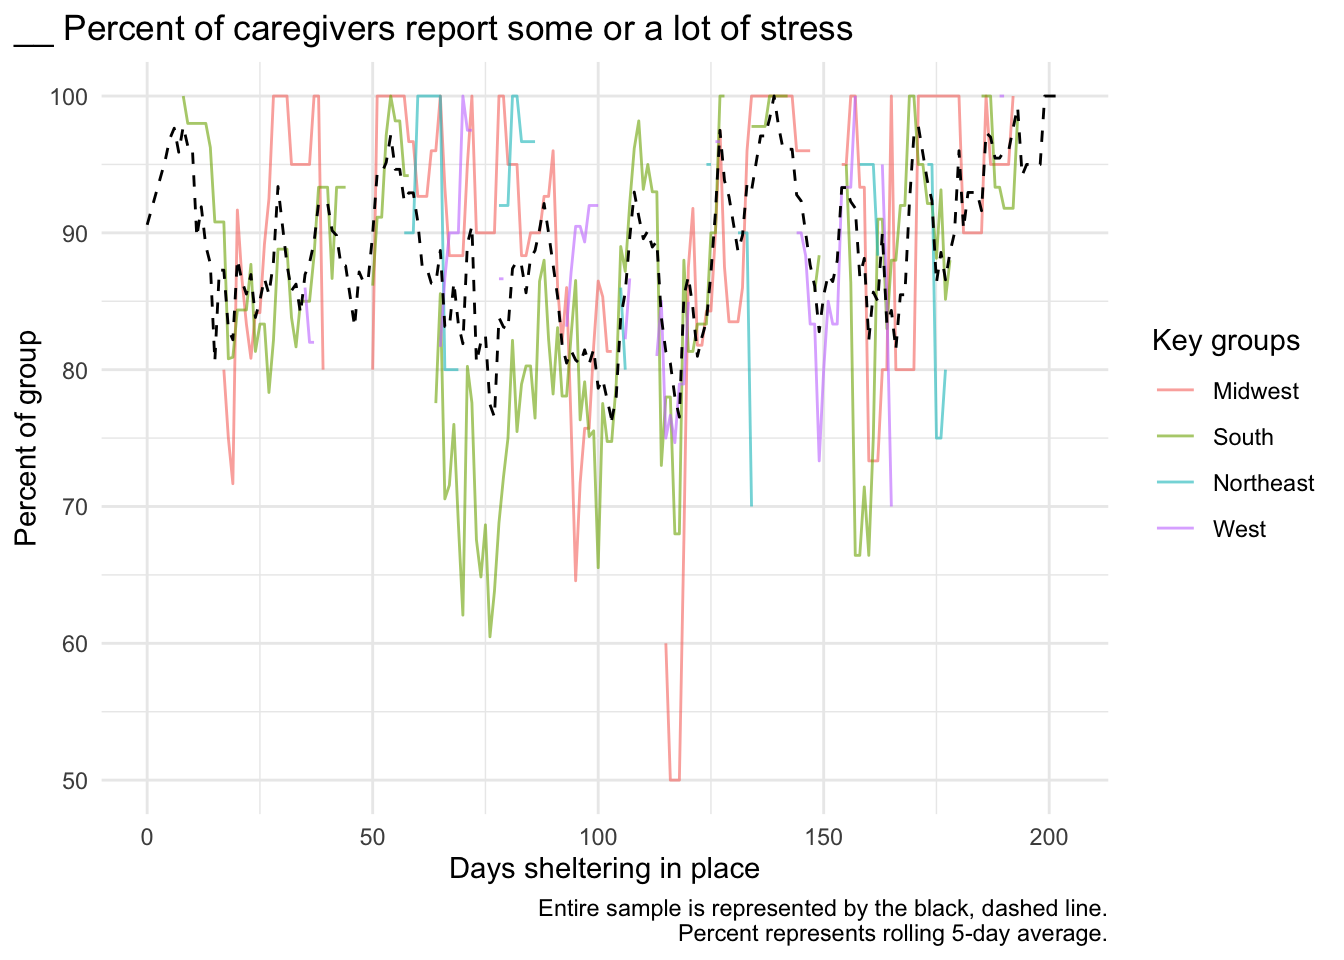 __ Percent of caregivers report some or a lot of stress
Percent of group
100
90
80
70
60
50
0 50 100 150 200
Days sheltering in place
Key groups
Midwest
South
Northeast
West
Entire sample is represented by the black, dashed line.
Percent represents rolling 5-day average.